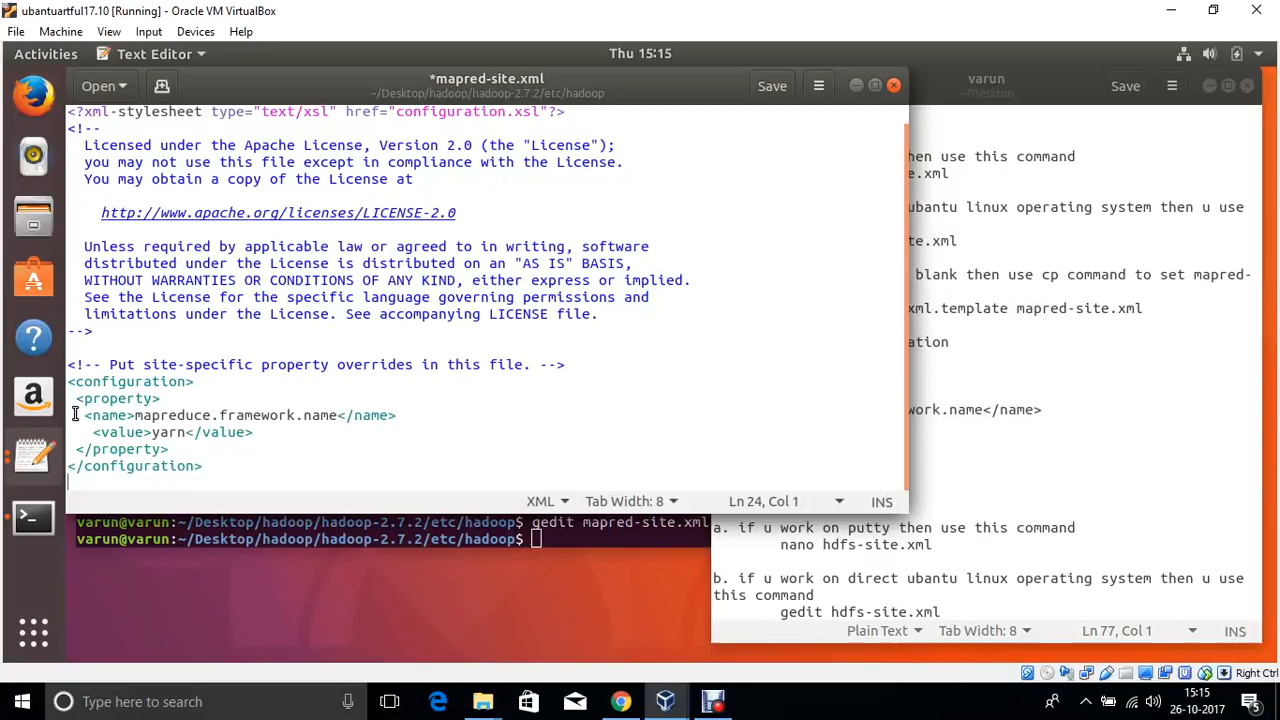 ubantuartful17.10 [Running] - Oracle VM VirtualBox
File Machine View Input Devices Help
Activities Text Editor Thu 15:15
Open *mapred-site.xml Save
~/Desktop/hadoop/hadoop-2.7.2/etc/hadoop
<?xml-stylesheet type="text/xsl" href="configuration.xsl"?>
<!--
Licensed under the Apache License, Version 2.0 (the "License");
you may not use this file except in compliance with the License.
You may obtain a copy of the License at
http://www.apache.org/licenses/LICENSE-2.0
Unless required by applicable law or agreed to in writing, software
distributed under the License is distributed on an "AS IS" BASIS,
WITHOUT WARRANTIES OR CONDITIONS OF ANY KIND, either express or implied.
See the License for the specific language governing permissions and
limitations under the License. See accompanying LICENSE file.
-->
<!-- Put site-specific property overrides in this file. -->
<configuration>
<property>
<name>mapreduce.framework.name</name>
<value>yarn</value>
</property>
</configuration>
XML Tab Width: 8 Ln 24, Col 1 INS
varun@varun:~/Desktop/hadoop/hadoop-2.7.2/etc/hadoop$ gedit mapred-site.xml
varun@varun:~/Desktop/hadoop/hadoop-2.7.2/etc/hadoop$
varun Save
~/Desktop
hen use this command
e.xml
ubantu linux operating system then u use
te.xml
blank then use cp command to set mapred-
xml.template mapred-site.xml
ation
work.name</name>
a. if u work on putty then use this command
nano hdfs-site.xml
b. if u work on direct ubantu linux operating system then u use
this command
gedit hdfs-site.xml
Plain Text Tab Width: 8 Ln 77, Col 1 INS
Right Ctrl
Type here to search
15:15
26-10-2017
5